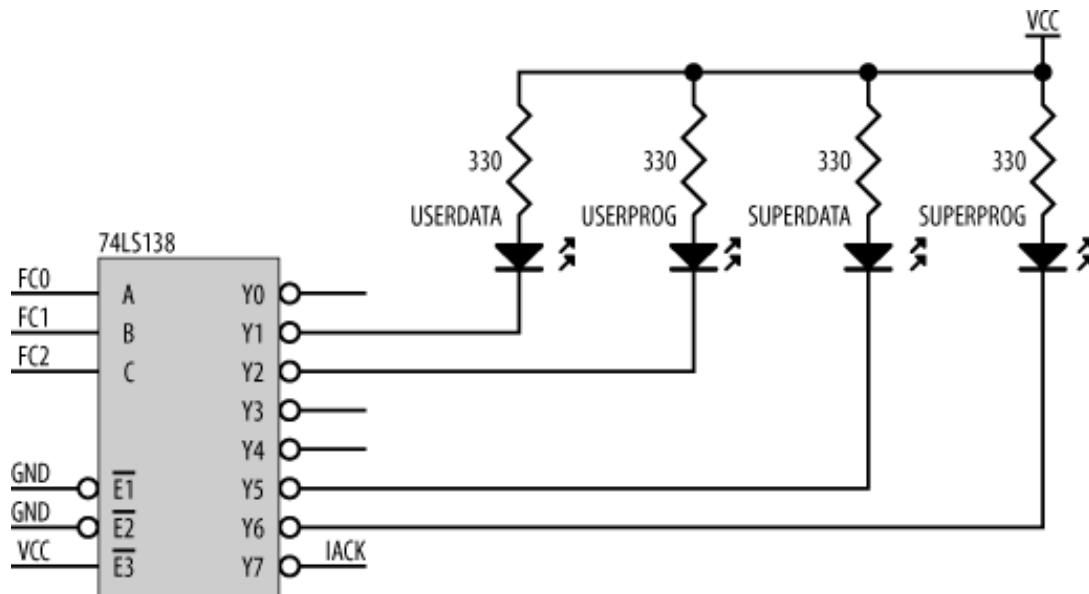 VCC
330 330 330 330
USERDATA USERPROG SUPERDATA SUPERPROG
74LS138
FC0 A Y0
FC1 B Y1
FC2 C Y2
Y3
Y4
GND E1 Y5
GND E2 Y6
VCC E3 Y7 IACK